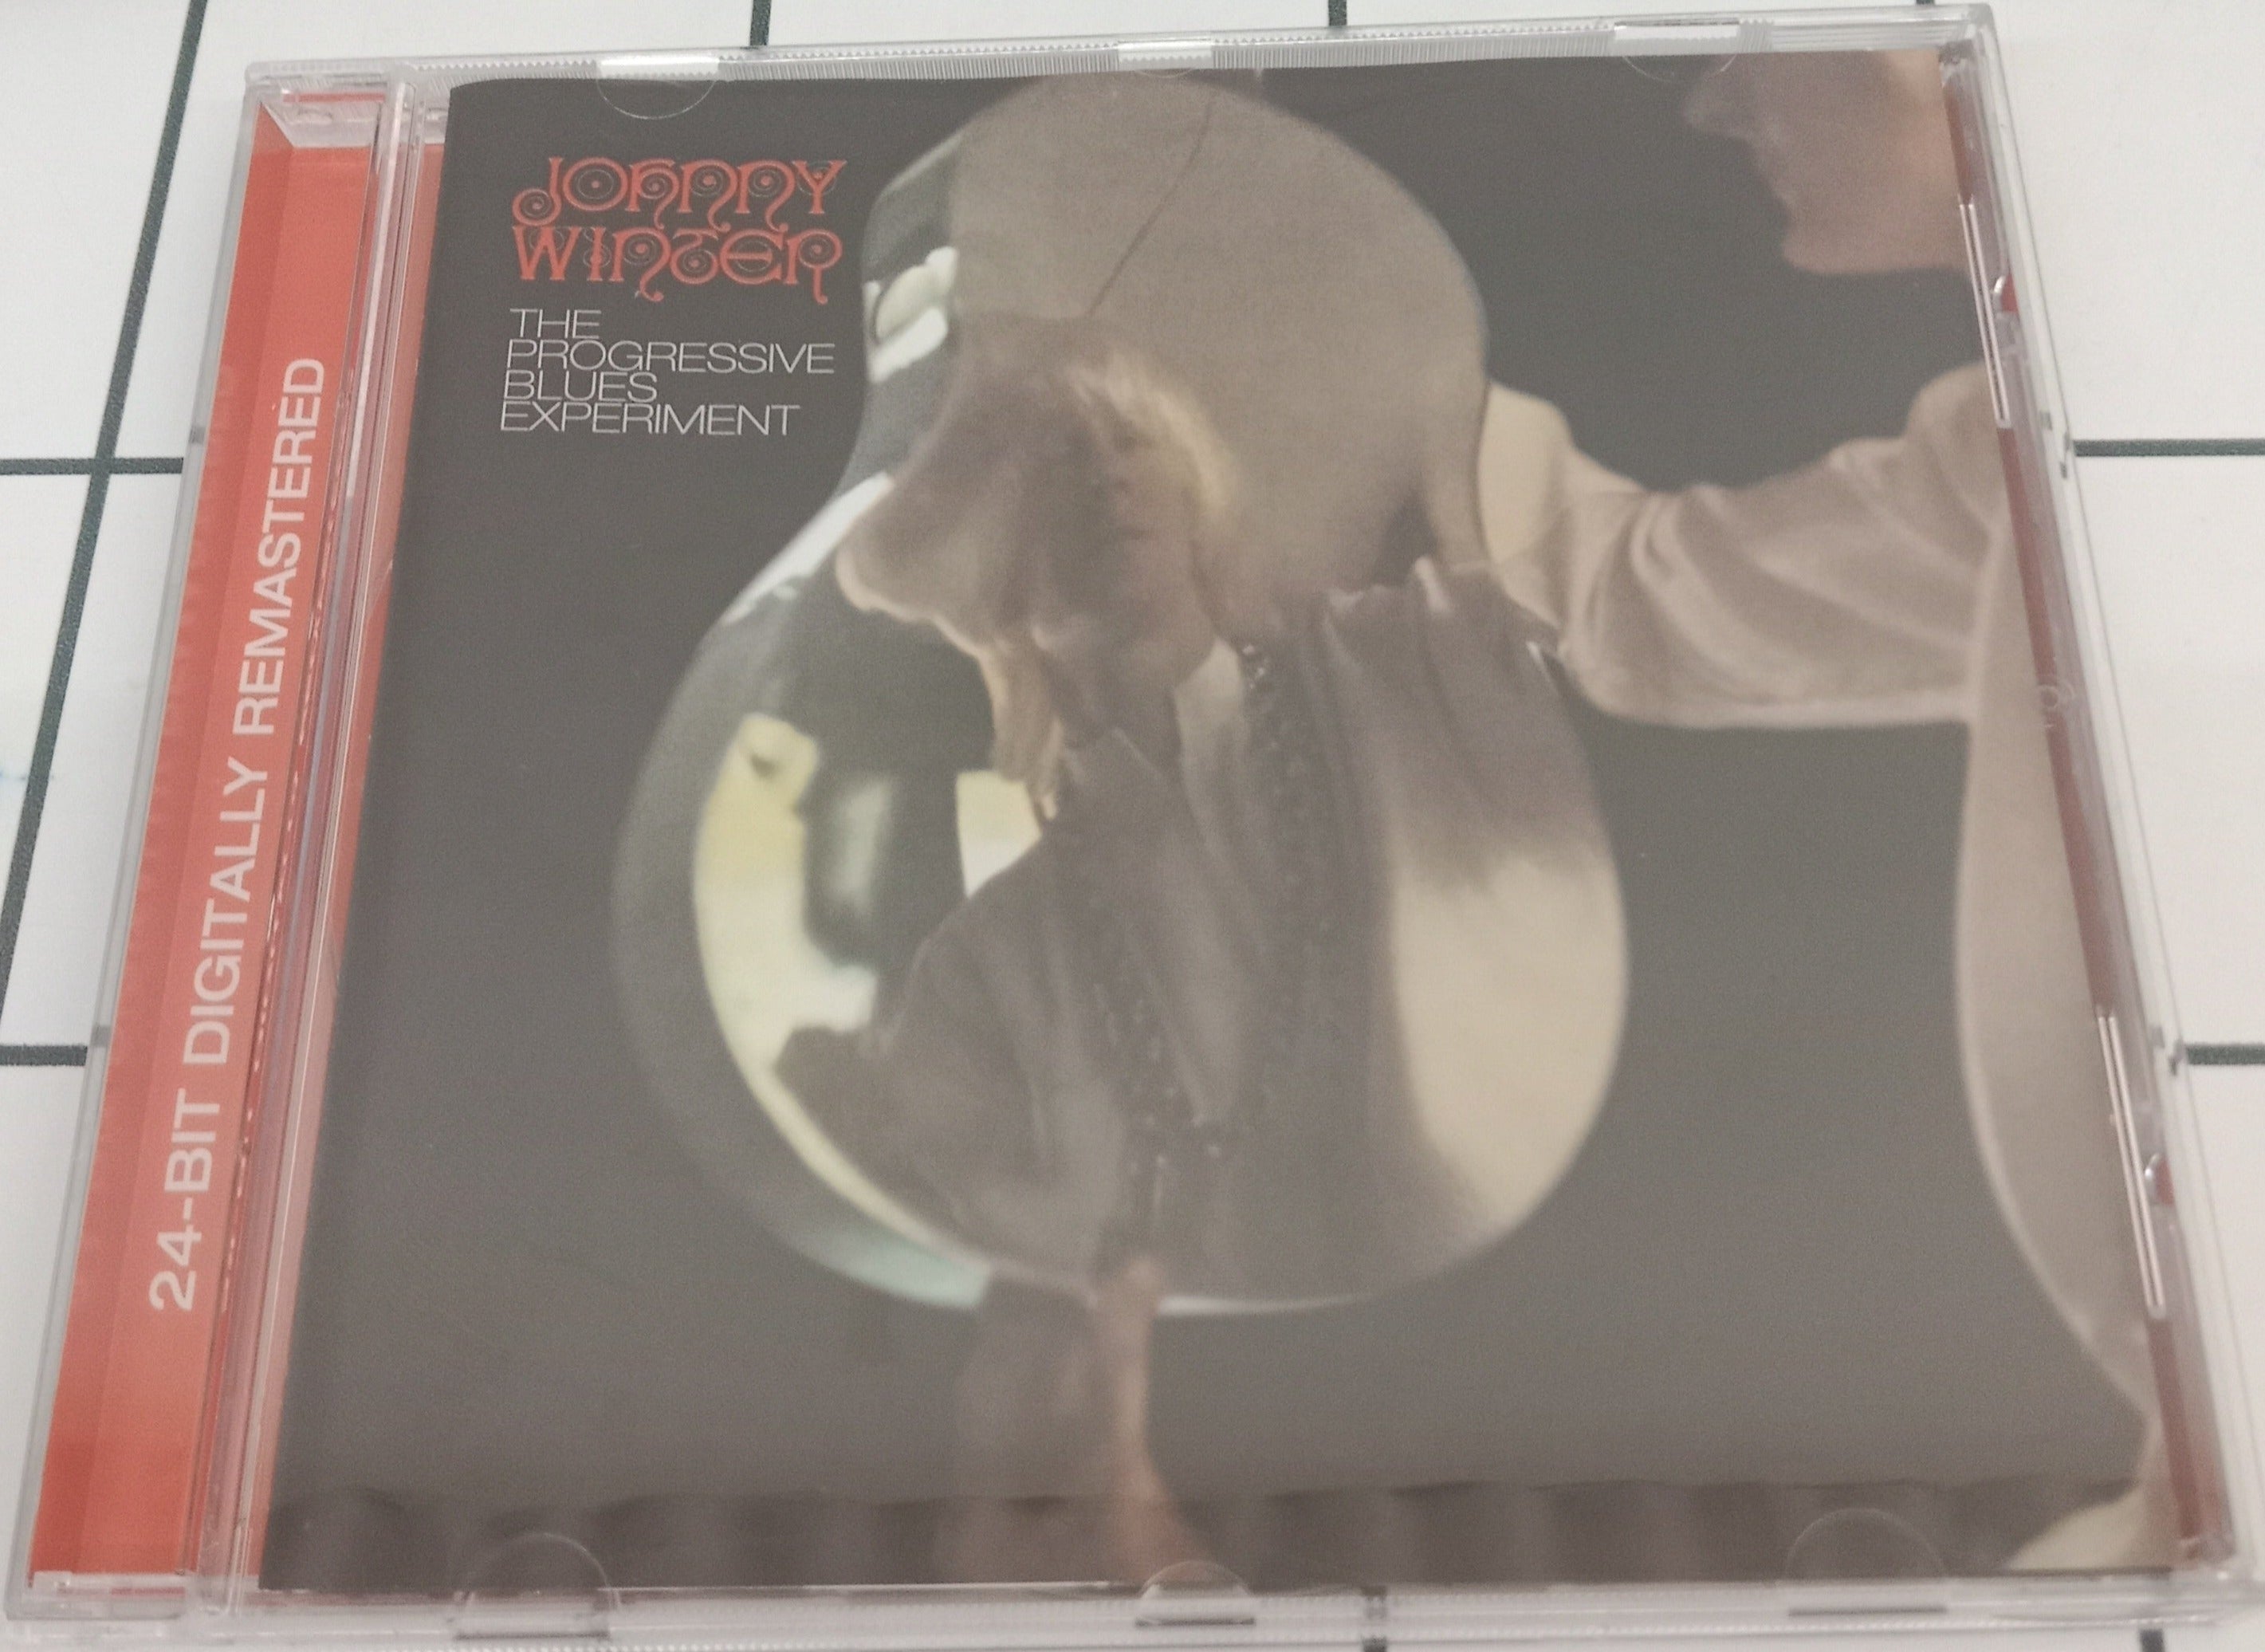 JOHNNY
WINTER
THE
PROGRESSIVE
BLUES
EXPERIMENT
24-BIT DIGITALLY REMASTERED